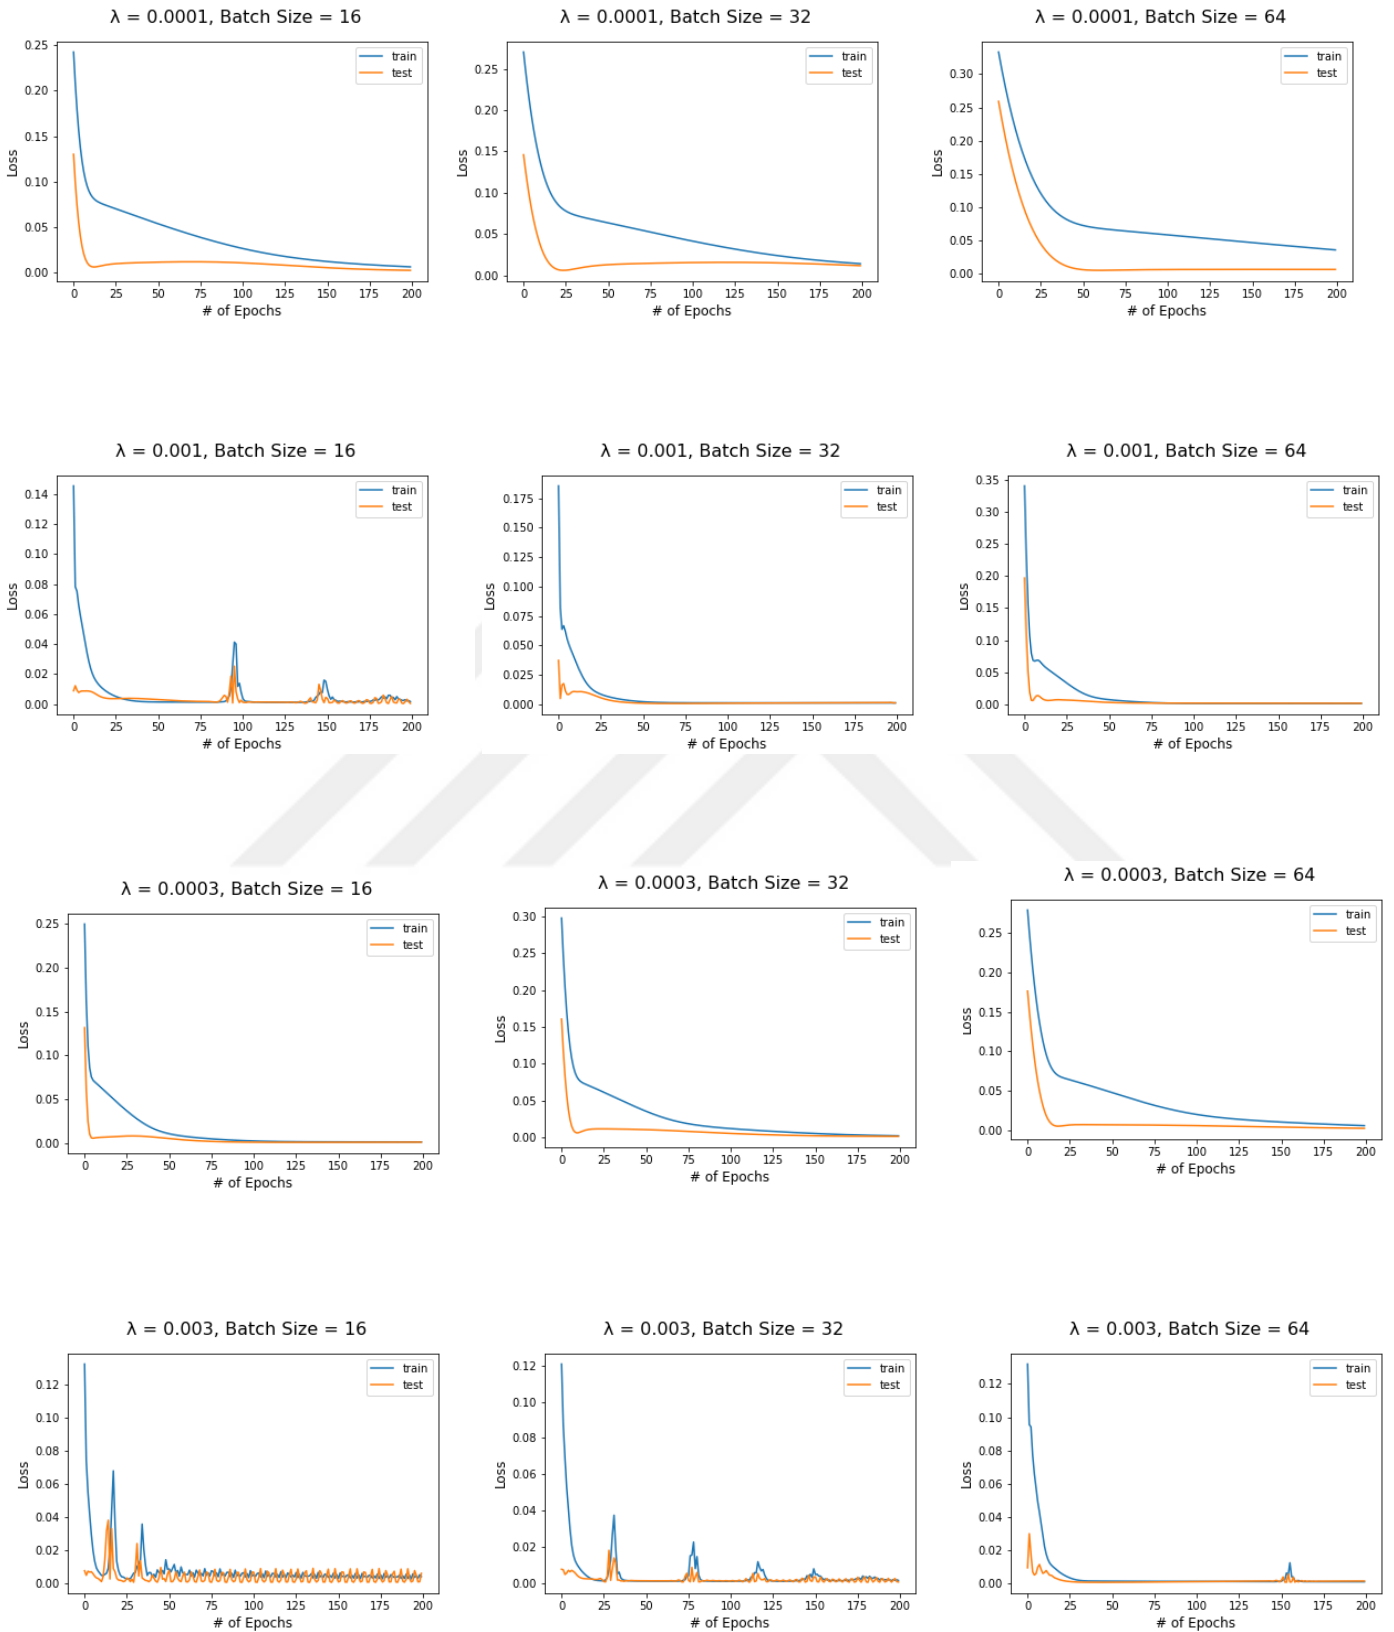 λ = 0.0001, Batch Size = 16
train
test
Loss
0.25
0.20
0.15
0.10
0.05
0.00
0 25 50 75 100 125 150 175 200
# of Epochs
λ = 0.0001, Batch Size = 32
train
test
Loss
0.25
0.20
0.15
0.10
0.05
0.00
0 25 50 75 100 125 150 175 200
# of Epochs
λ = 0.0001, Batch Size = 64
train
test
Loss
0.30
0.25
0.20
0.15
0.10
0.05
0.00
0 25 50 75 100 125 150 175 200
# of Epochs
λ = 0.001, Batch Size = 16
train
test
Loss
0.14
0.12
0.10
0.08
0.06
0.04
0.02
0.00
0 25 50 75 100 125 150 175 200
# of Epochs
λ = 0.001, Batch Size = 32
train
test
Loss
0.175
0.150
0.125
0.100
0.075
0.050
0.025
0.000
0 25 50 75 100 125 150 175 200
# of Epochs
λ = 0.001, Batch Size = 64
train
test
Loss
0.35
0.30
0.25
0.20
0.15
0.10
0.05
0.00
0 25 50 75 100 125 150 175 200
# of Epochs
λ = 0.0003, Batch Size = 16
train
test
Loss
0.25
0.20
0.15
0.10
0.05
0.00
0 25 50 75 100 125 150 175 200
# of Epochs
λ = 0.0003, Batch Size = 32
train
test
Loss
0.30
0.25
0.20
0.15
0.10
0.05
0.00
0 25 50 75 100 125 150 175 200
# of Epochs
λ = 0.0003, Batch Size = 64
train
test
Loss
0.25
0.20
0.15
0.10
0.05
0.00
0 25 50 75 100 125 150 175 200
# of Epochs
λ = 0.003, Batch Size = 16
train
test
Loss
0.12
0.10
0.08
0.06
0.04
0.02
0.00
0 25 50 75 100 125 150 175 200
# of Epochs
λ = 0.003, Batch Size = 32
train
test
Loss
0.12
0.10
0.08
0.06
0.04
0.02
0.00
0 25 50 75 100 125 150 175 200
# of Epochs
λ = 0.003, Batch Size = 64
train
test
Loss
0.12
0.10
0.08
0.06
0.04
0.02
0.00
0 25 50 75 100 125 150 175 200
# of Epochs